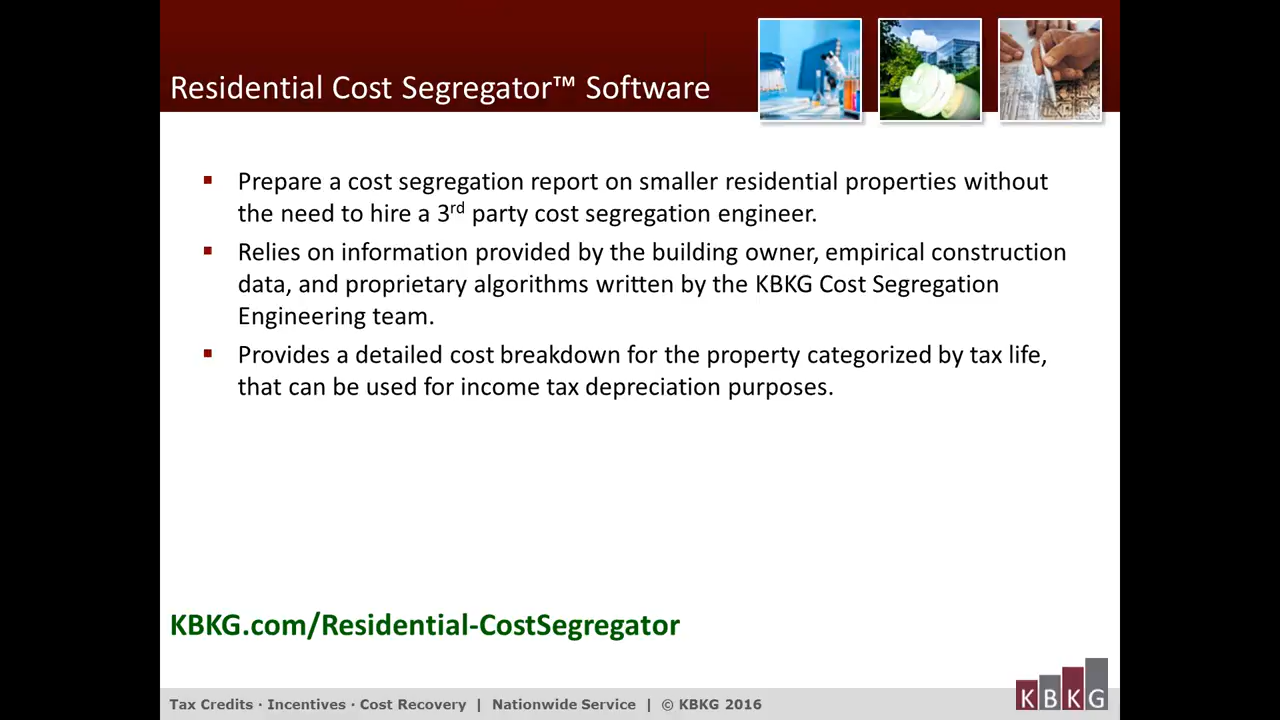 Residential Cost Segregator™ Software
▪ Prepare a cost segregation report on smaller residential properties without
the need to hire a 3rd party cost segregation engineer.
▪ Relies on information provided by the building owner, empirical construction
data, and proprietary algorithms written by the KBKG Cost Segregation
Engineering team.
▪ Provides a detailed cost breakdown for the property categorized by tax life,
that can be used for income tax depreciation purposes.
KBKG.com/Residential-CostSegregator
Tax Credits · Incentives · Cost Recovery | Nationwide Service | © KBKG 2016
KBKG